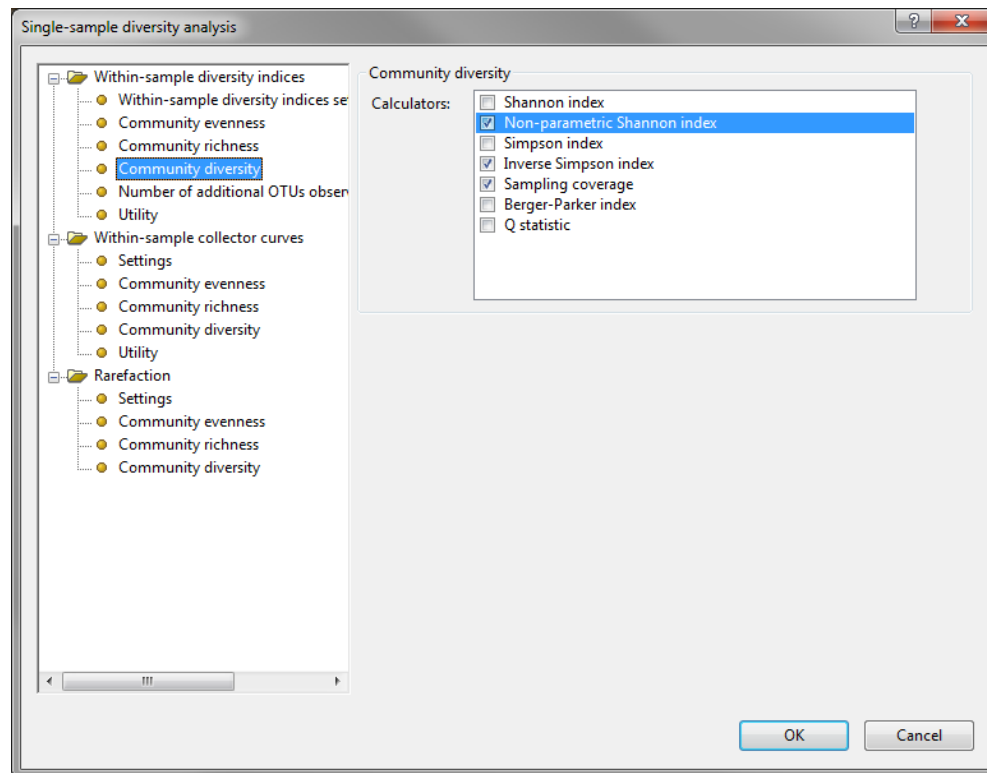 Single-sample diversity analysis
Within-sample diversity indices
Within-sample diversity indices se
Community evenness
Community richness
Community diversity
Number of additional OTUs obser
Utility
Within-sample collector curves
Settings
Community evenness
Community richness
Community diversity
Utility
Rarefaction
Settings
Community evenness
Community richness
Community diversity
Community diversity
Calculators:
Shannon index
Non-parametric Shannon index
Simpson index
Inverse Simpson index
Sampling coverage
Berger-Parker index
Q statistic
OK
Cancel